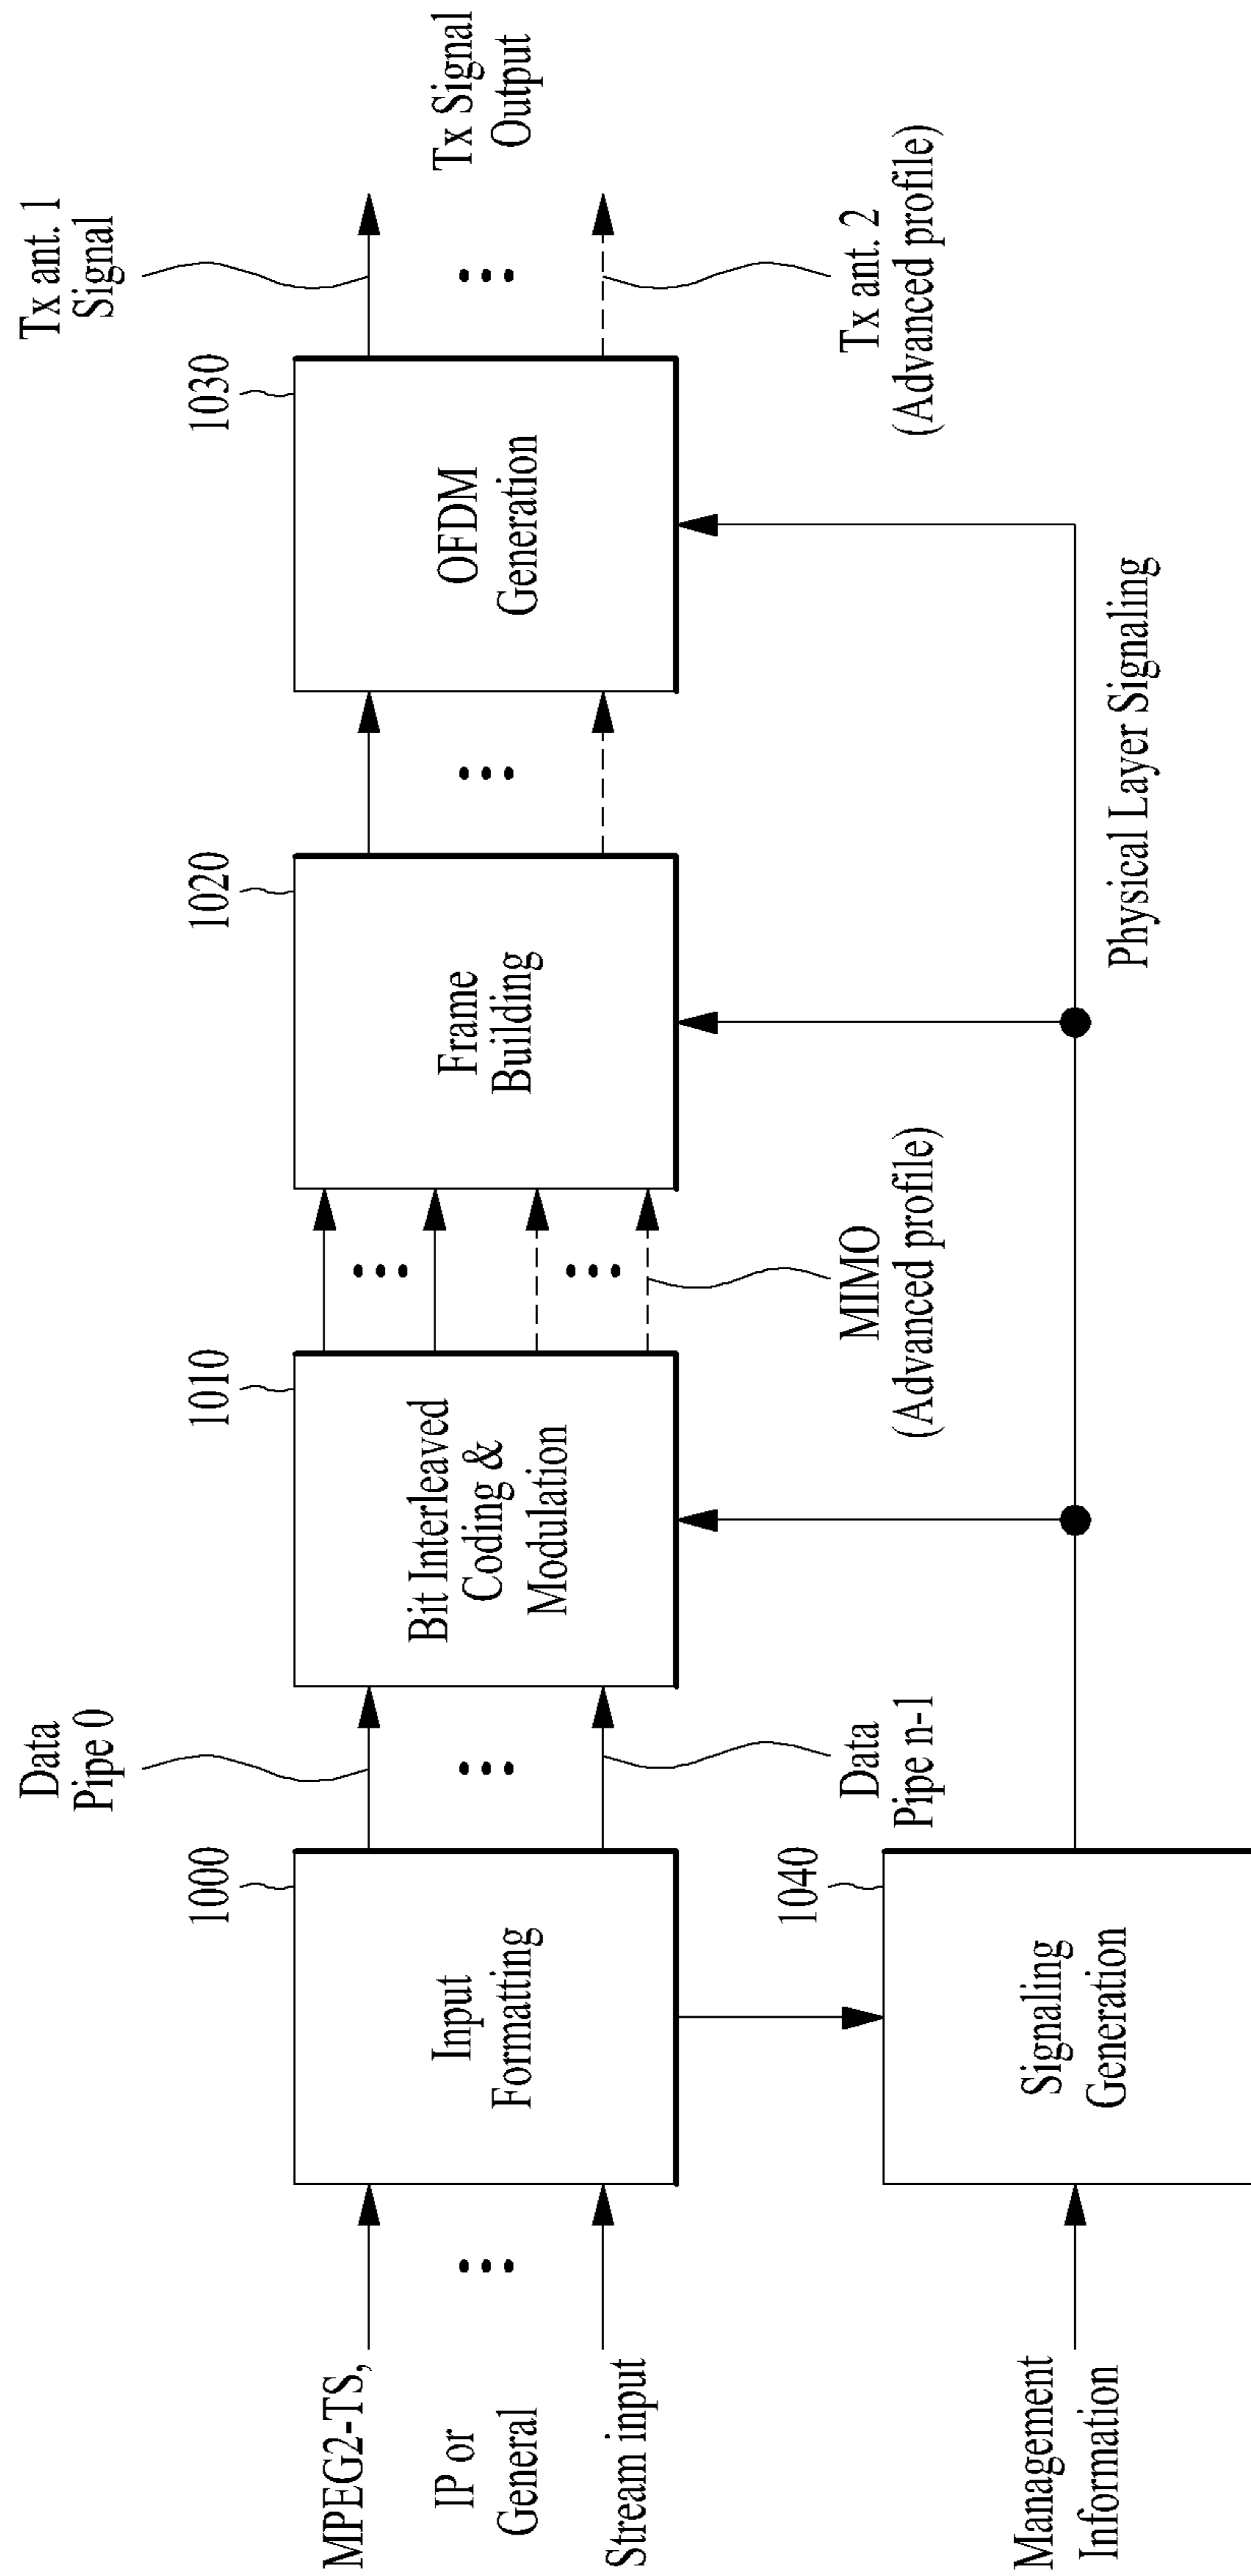 MPEG2-TS,
IP or
General
Stream input
Management
Information
1000
Input
Formatting
1040
Signaling
Generation
Data
Pipe 0
Data
Pipe n-1
1010
Bit Interleaved
Coding &
Modulation
MIMO
(Advanced profile)
1020
Frame
Building
Physical Layer Signaling
1030
OFDM
Generation
Tx ant. 1
Signal
Tx Signal
Output
Tx ant. 2
(Advanced profile)